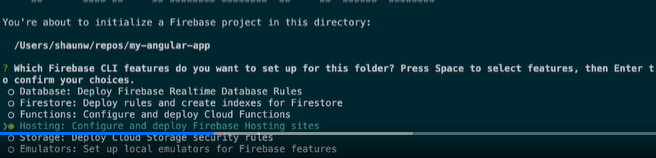 You're about to initialize a Firebase project in this directory:
/Users/shaunw/repos/my-angular-app
? Which Firebase CLI features do you want to set up for this folder? Press Space to select features, then Enter t
o confirm your choices.
○ Database: Deploy Firebase Realtime Database Rules
○ Firestore: Deploy rules and create indexes for Firestore
○ Functions: Configure and deploy Cloud Functions
❯◉ Hosting: Configure and deploy Firebase Hosting sites
○ Storage: Deploy Cloud Storage security rules
○ Emulators: Set up local emulators for Firebase features